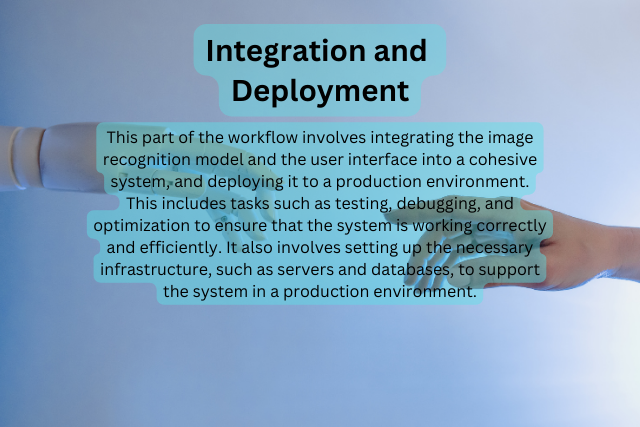 Integration and
Deployment
This part of the workflow involves integrating the image
recognition model and the user interface into a cohesive
system, and deploying it to a production environment.
This includes tasks such as testing, debugging, and
optimization to ensure that the system is working correctly
and efficiently. It also involves setting up the necessary
infrastructure, such as servers and databases, to support
the system in a production environment.